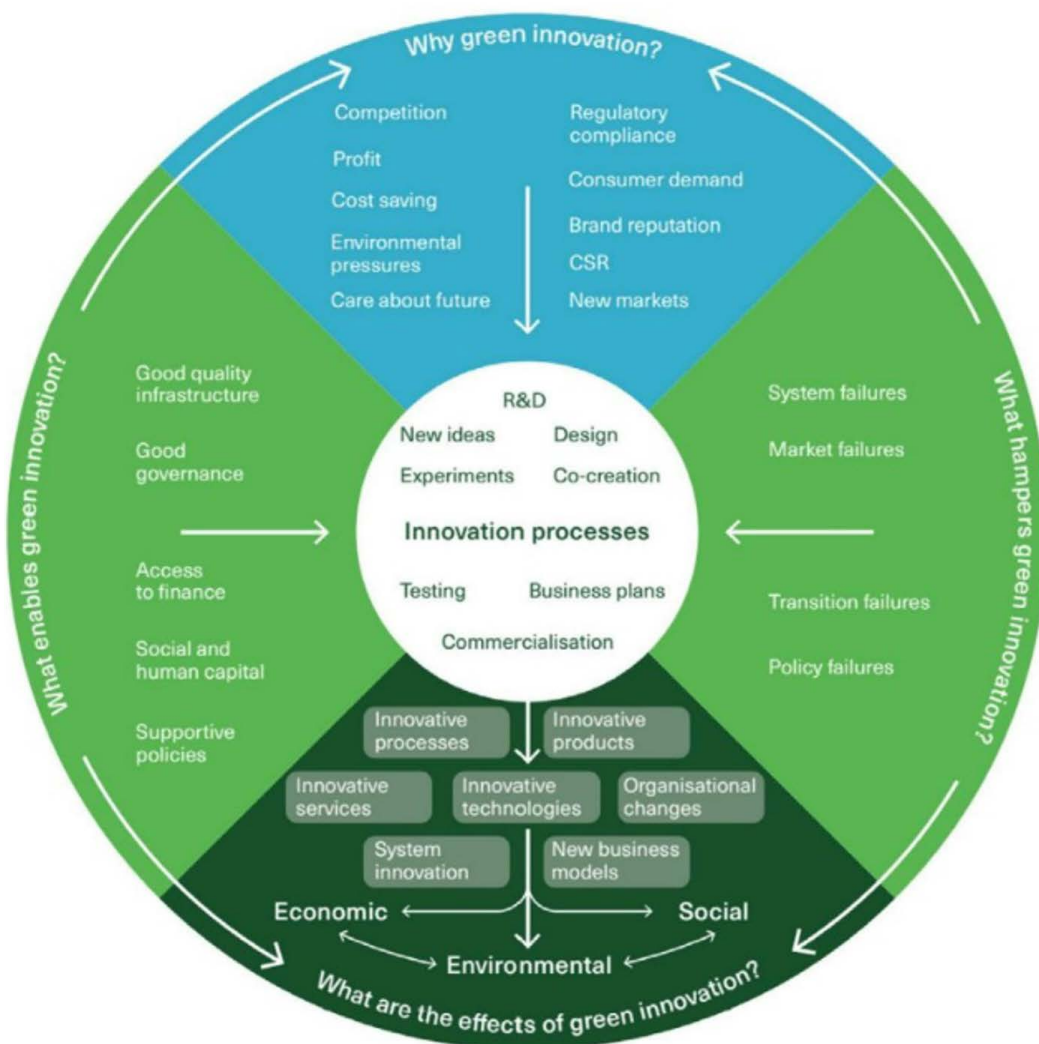 Why green innovation?
Competition
Profit
Cost saving
Environmental
pressures
Care about future
Regulatory
compliance
Consumer demand
Brand reputation
CSR
New markets
What enables green innovation?
Good quality
infrastructure
Good
governance
Access
to finance
Social and
human capital
Supportive
policies
R&D
New ideas
Design
Experiments
Co-creation
Innovation processes
Testing
Business plans
Commercialisation
What hampers green innovation?
System failures
Market failures
Transition failures
Policy failures
Innovative
processes
Innovative
products
Innovative
services
Innovative
technologies
Organisational
changes
System
innovation
New business
models
Economic
Social
Environmental
What are the effects of green innovation?